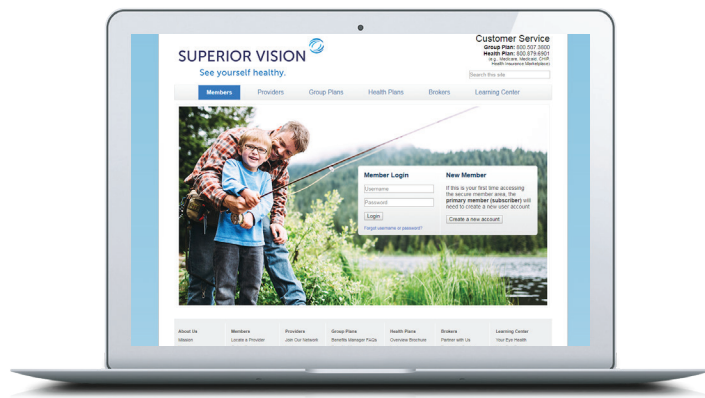 SUPERIOR VISION
See yourself healthy.
Customer Service
Group Plan: 800.507.3800
Health Plan: 800.879.6901
(e.g., Medicare, Medicaid, CHIP,
Health Insurance Marketplace)
Search this site
Members Providers Group Plans Health Plans Brokers Learning Center
Member Login
Username
Password
Login
Forgot username or password?
New Member
If this is your first time accessing
the secure member area, the
primary member (subscriber) will
need to create a new user account
Create a new account
About Us Members Providers Group Plans Health Plans Brokers Learning Center
Mission Locate a Provider Join Our Network Benefits Manager FAQs Overview Brochure Partner with Us Your Eye Health